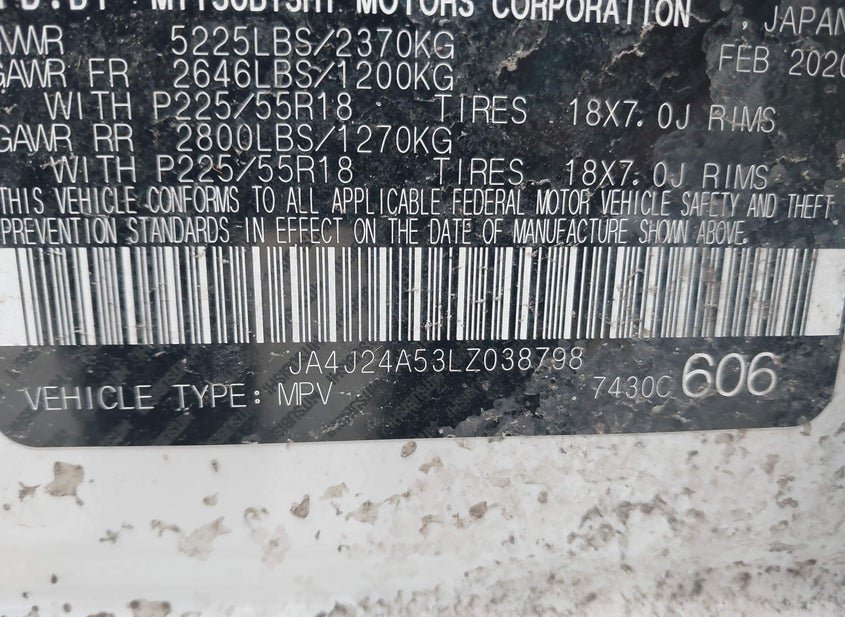 MITSUBISHI MOTORS CORPORATION , JAPAN
GVWR 5225LBS/2370KG FEB 2020
GAWR FR 2646LBS/1200KG
WITH P225/55R18 TIRES 18X7.0J RIMS
GAWR RR 2800LBS/1270KG
WITH P225/55R18 TIRES 18X7.0J RIMS
THIS VEHICLE CONFORMS TO ALL APPLICABLE FEDERAL MOTOR VEHICLE SAFETY AND THEFT
PREVENTION STANDARDS IN EFFECT ON THE DATE OF MANUFACTURE SHOWN ABOVE.
JA4J24A53LZ038798
VEHICLE TYPE: MPV 7430C 606